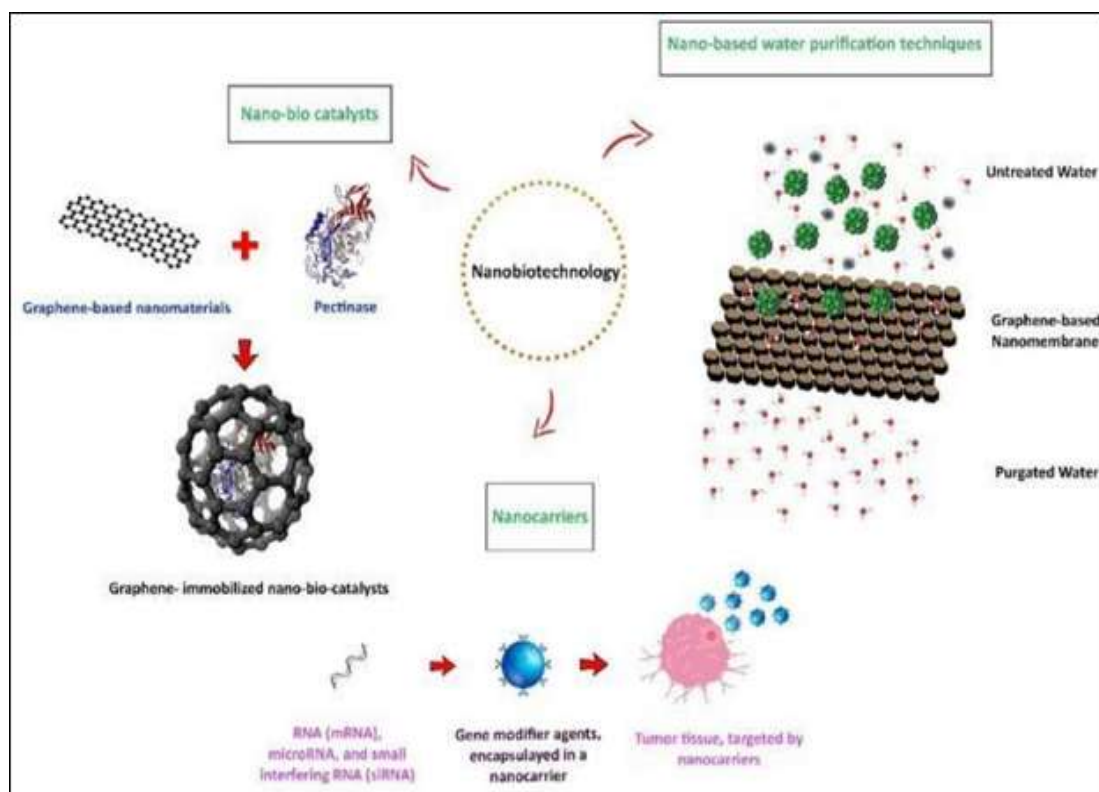 Nano-based water purification techniques
Nano-bio catalysts
Untreated Water
Nanobiotechnology
Graphene-based nanomaterials
Pectinase
Graphene-based
Nanomembrane
Purgated Water
Nanocarriers
Graphene- immobilized nano-bio-catalysts
RNA (mRNA),
microRNA, and small
interfering RNA (siRNA)
Gene modifier agents,
encapsulayed in a
nanocarrier
Tumor tissue, targeted by
nanocarriers